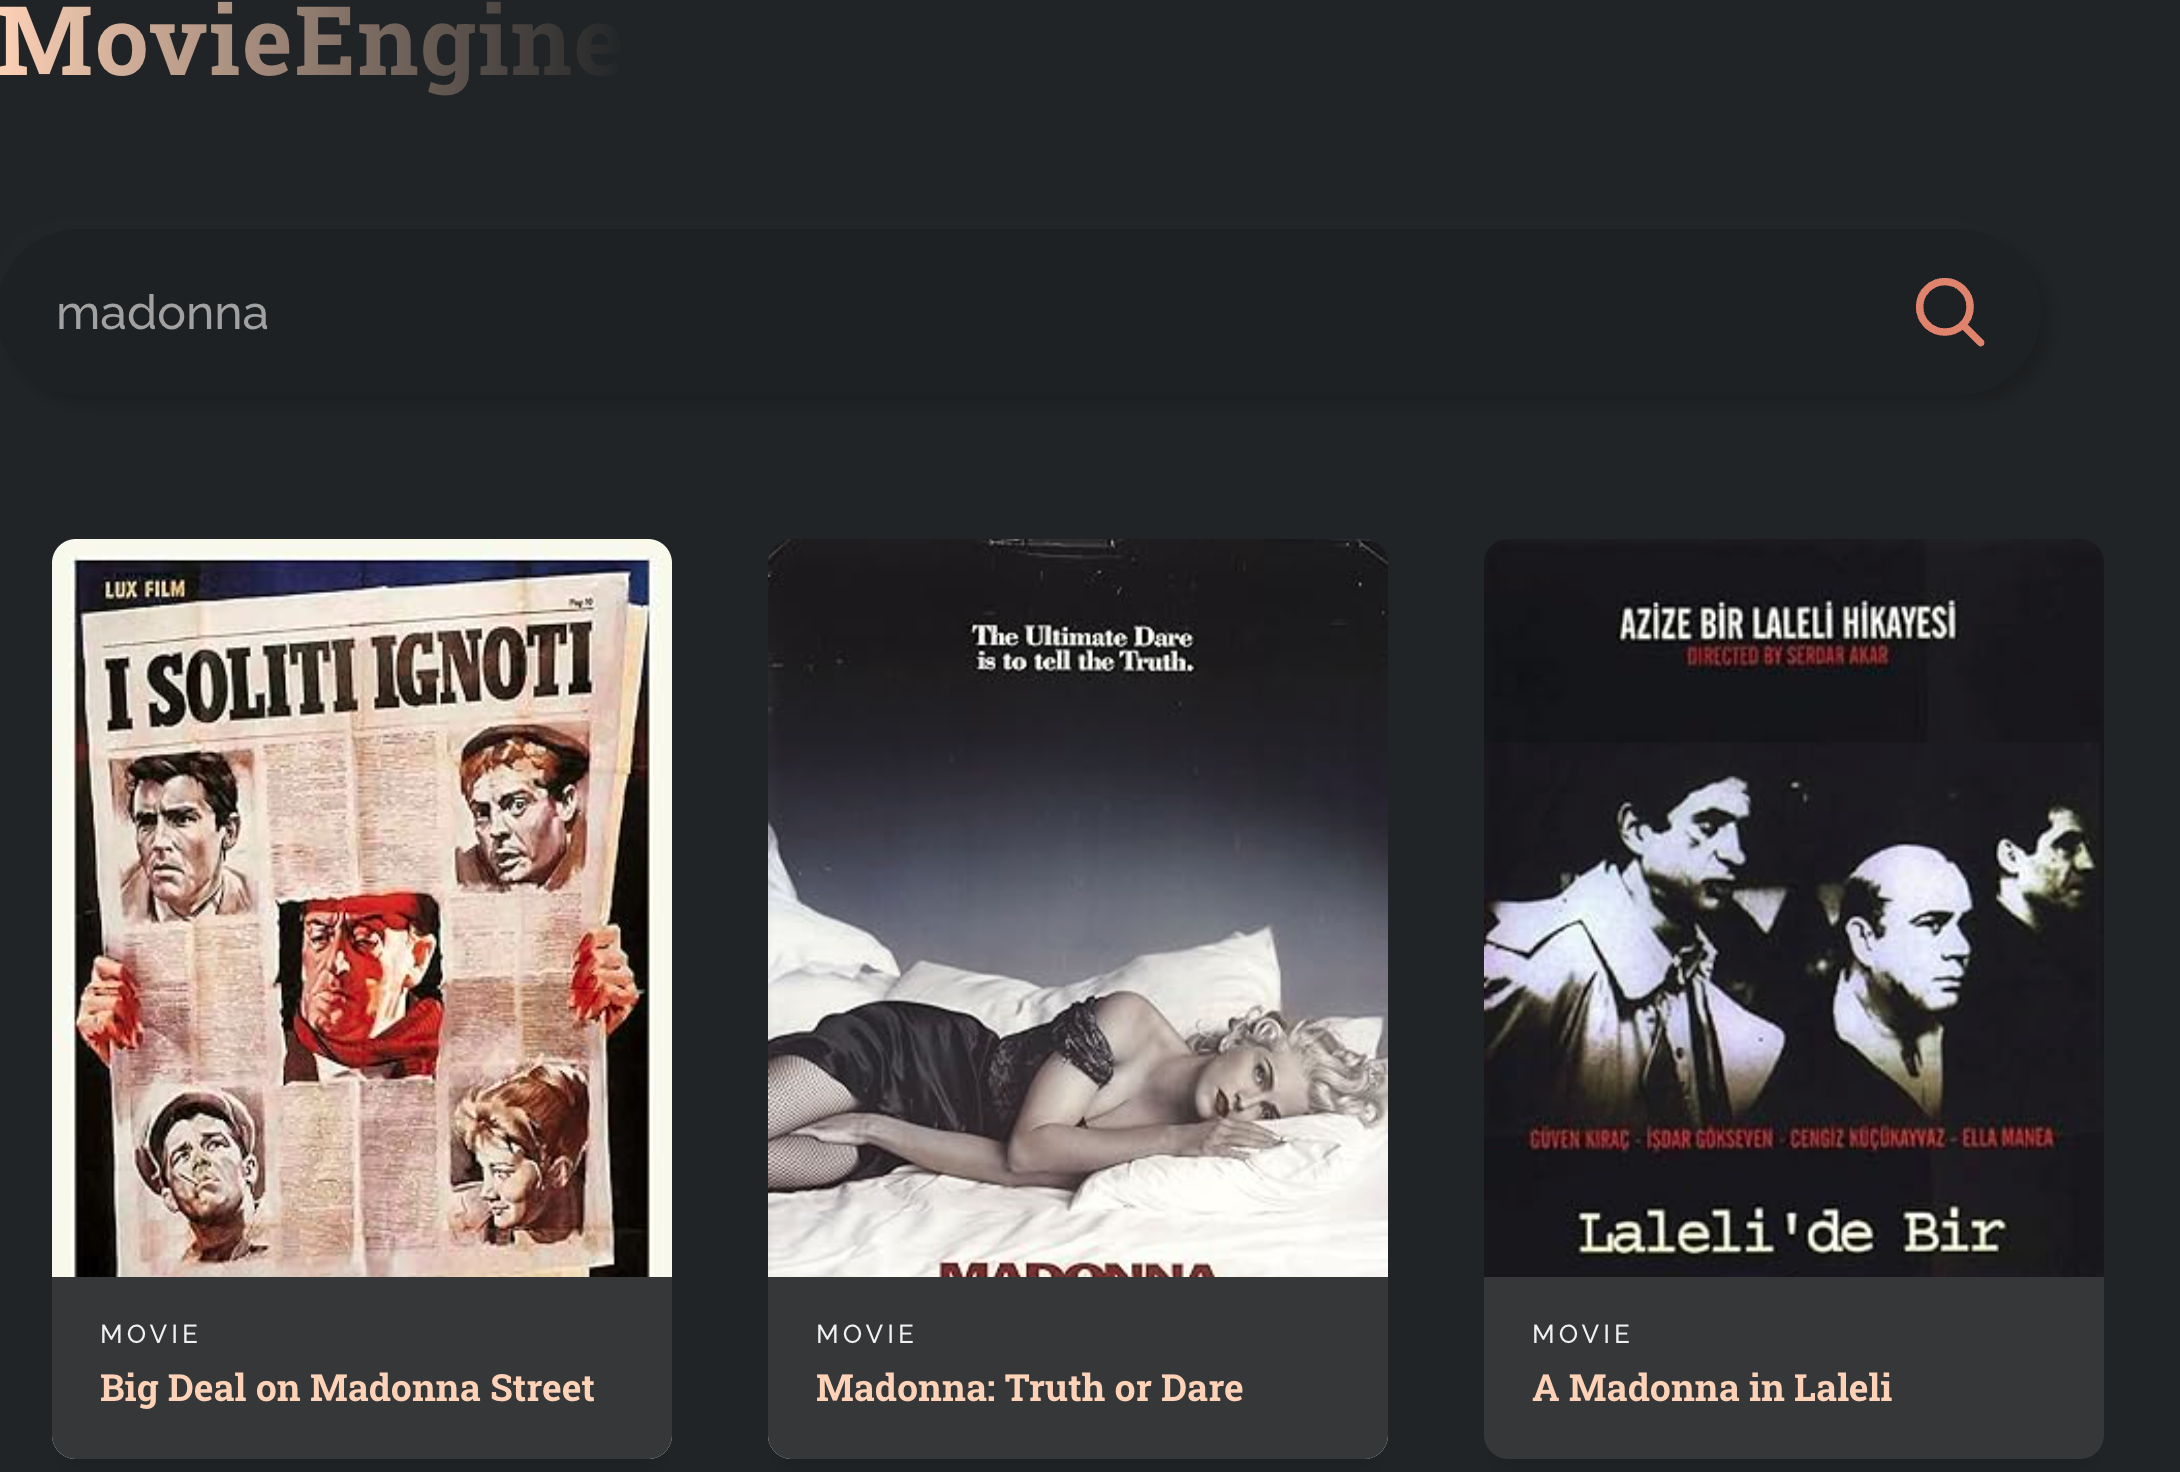 MovieEngine
madonna
LUX FILM
Pag. 10
I SOLITI IGNOTI
MOVIE
Big Deal on Madonna Street
The Ultimate Dare
is to tell the Truth.
MADONNA
MOVIE
Madonna: Truth or Dare
AZİZE BİR LALELİ HİKAYESİ
DIRECTED BY SERDAR AKAR
GÜVEN KIRAÇ - İŞDAR GÖKSEVEN - CENGİZ KÜÇÜKAYVAZ - ELLA MANEA
Laleli'de Bir
MOVIE
A Madonna in Laleli